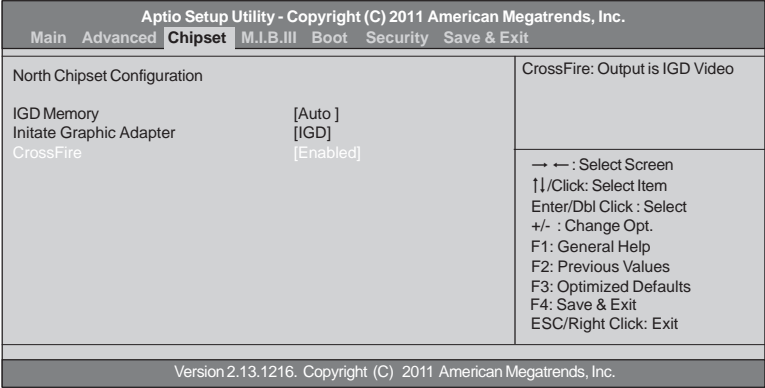 Aptio Setup Utility - Copyright (C) 2011 American Megatrends, Inc.
Main Advanced Chipset M.I.B.III Boot Security Save & Exit
North Chipset Configuration
IGD Memory [Auto ]
Initate Graphic Adapter [IGD]
CrossFire [Enabled]
CrossFire: Output is IGD Video
→ ← : Select Screen
↑↓/Click: Select Item
Enter/Dbl Click : Select
+/- : Change Opt.
F1: General Help
F2: Previous Values
F3: Optimized Defaults
F4: Save & Exit
ESC/Right Click: Exit
Version 2.13.1216. Copyright (C) 2011 American Megatrends, Inc.